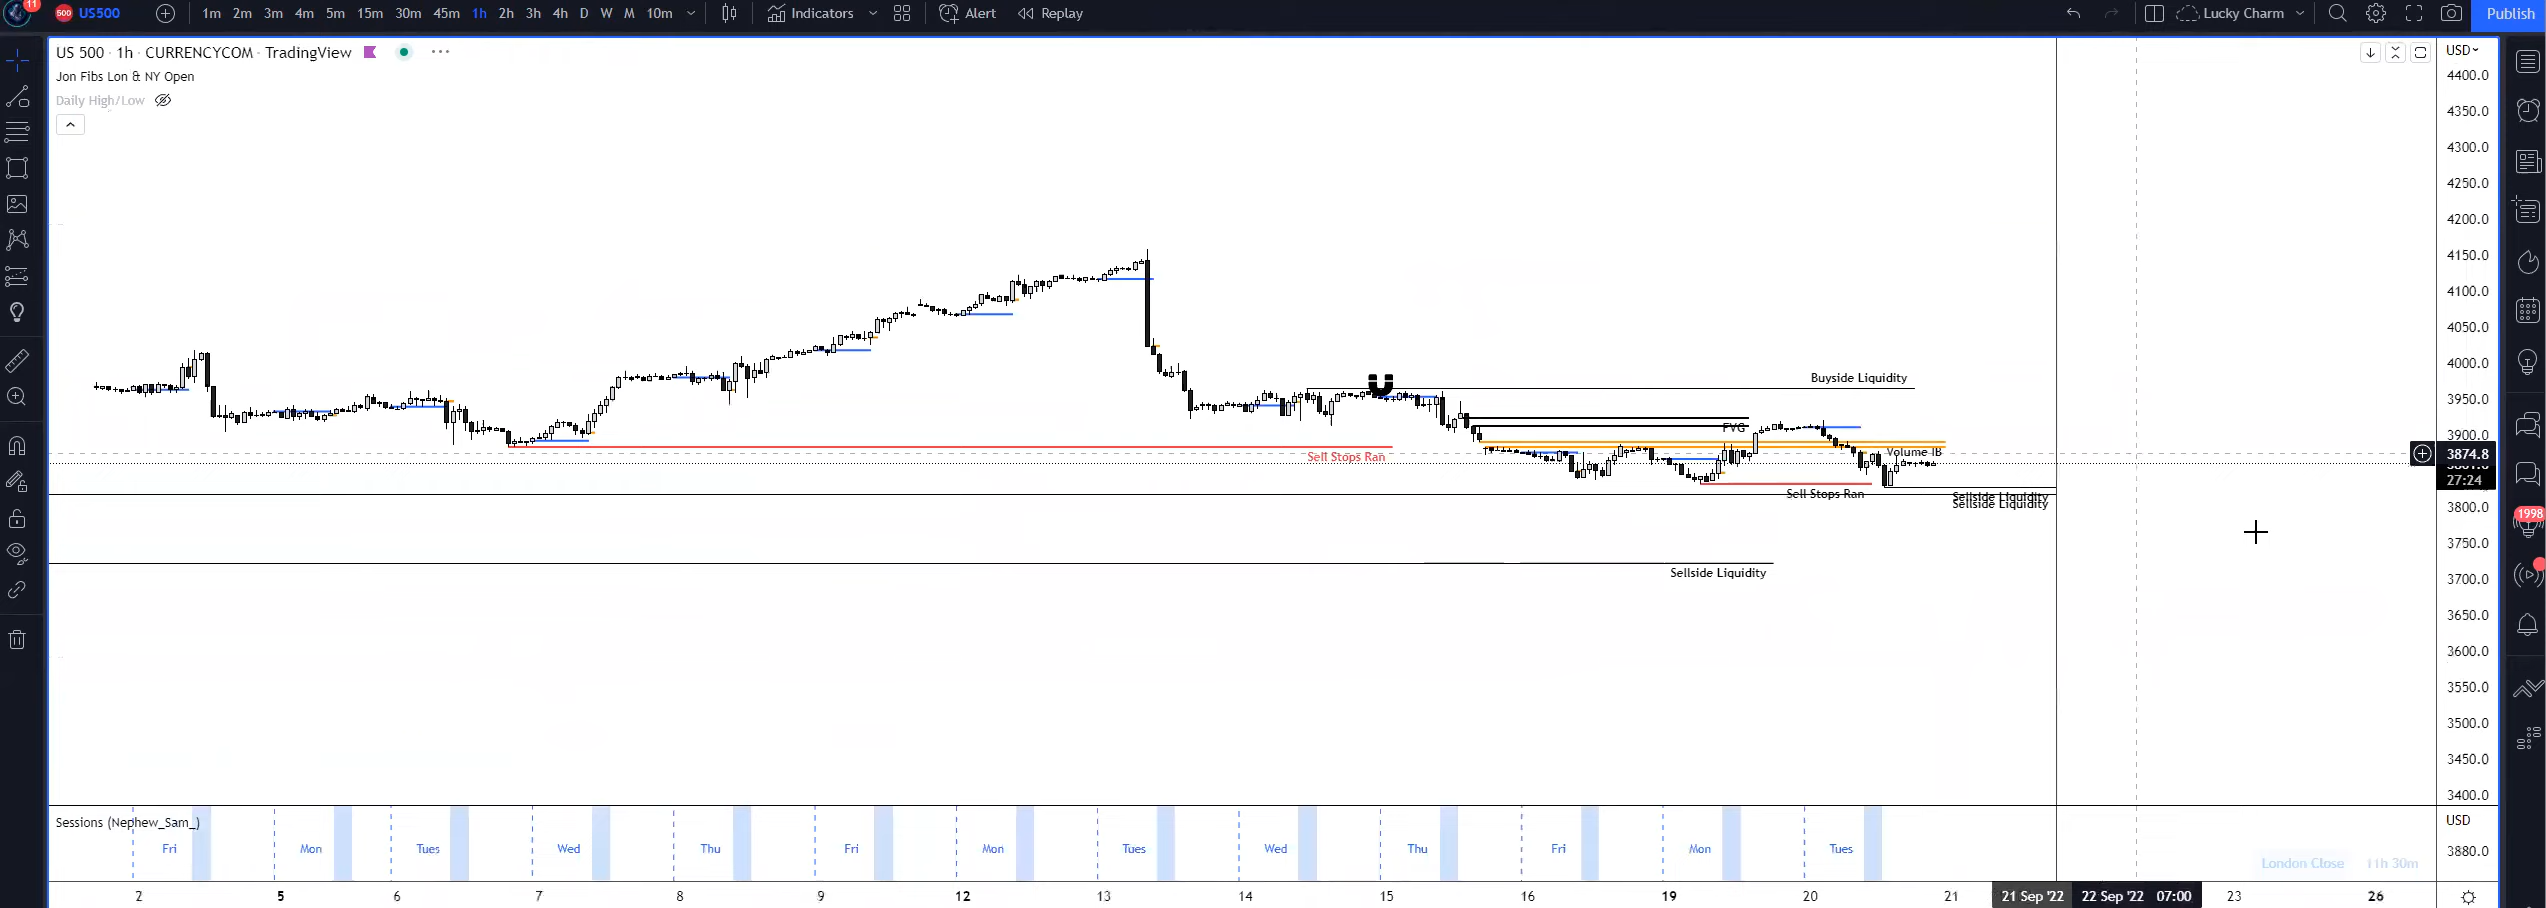 11 500 US500 1m 2m 3m 4m 5m 15m 30m 45m 1h 2h 3h 4h D W M 10m Indicators Alert Replay Lucky Charm Publish
US 500 · 1h · CURRENCYCOM · TradingView USD
Jon Fibs Lon & NY Open
Daily High/Low
4400.0
4350.0
4300.0
4250.0
4200.0
4150.0
4100.0
4050.0
4000.0
Buyside Liquidity
3950.0
FVG
3900.0
Volume IB
3874.8
Sell Stops Ran
27:24
Sell Stops Ran
Sellside Liquidity
Sellside Liquidity
3800.0
1998
3750.0
Sellside Liquidity
3700.0
3650.0
3600.0
3550.0
3500.0
3450.0
3400.0
Sessions (Nephew_Sam_) USD
Fri Mon Tues Wed Thu Fri Mon Tues Wed Thu Fri Mon Tues 3880.0
London Close 11h 30m
2 5 6 7 8 9 12 13 14 15 16 19 20 21 21 Sep '22 22 Sep '22 07:00 23 26